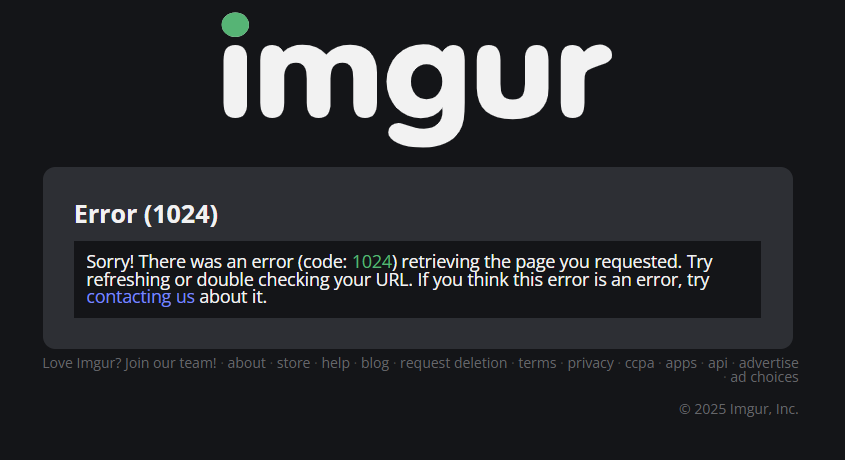 imgur
Error (1024)
Sorry! There was an error (code: 1024) retrieving the page you requested. Try
refreshing or double checking your URL. If you think this error is an error, try
contacting us about it.
Love Imgur? Join our team! · about · store · help · blog · request deletion · terms · privacy · ccpa · apps · api · advertise
· ad choices
© 2025 Imgur, Inc.